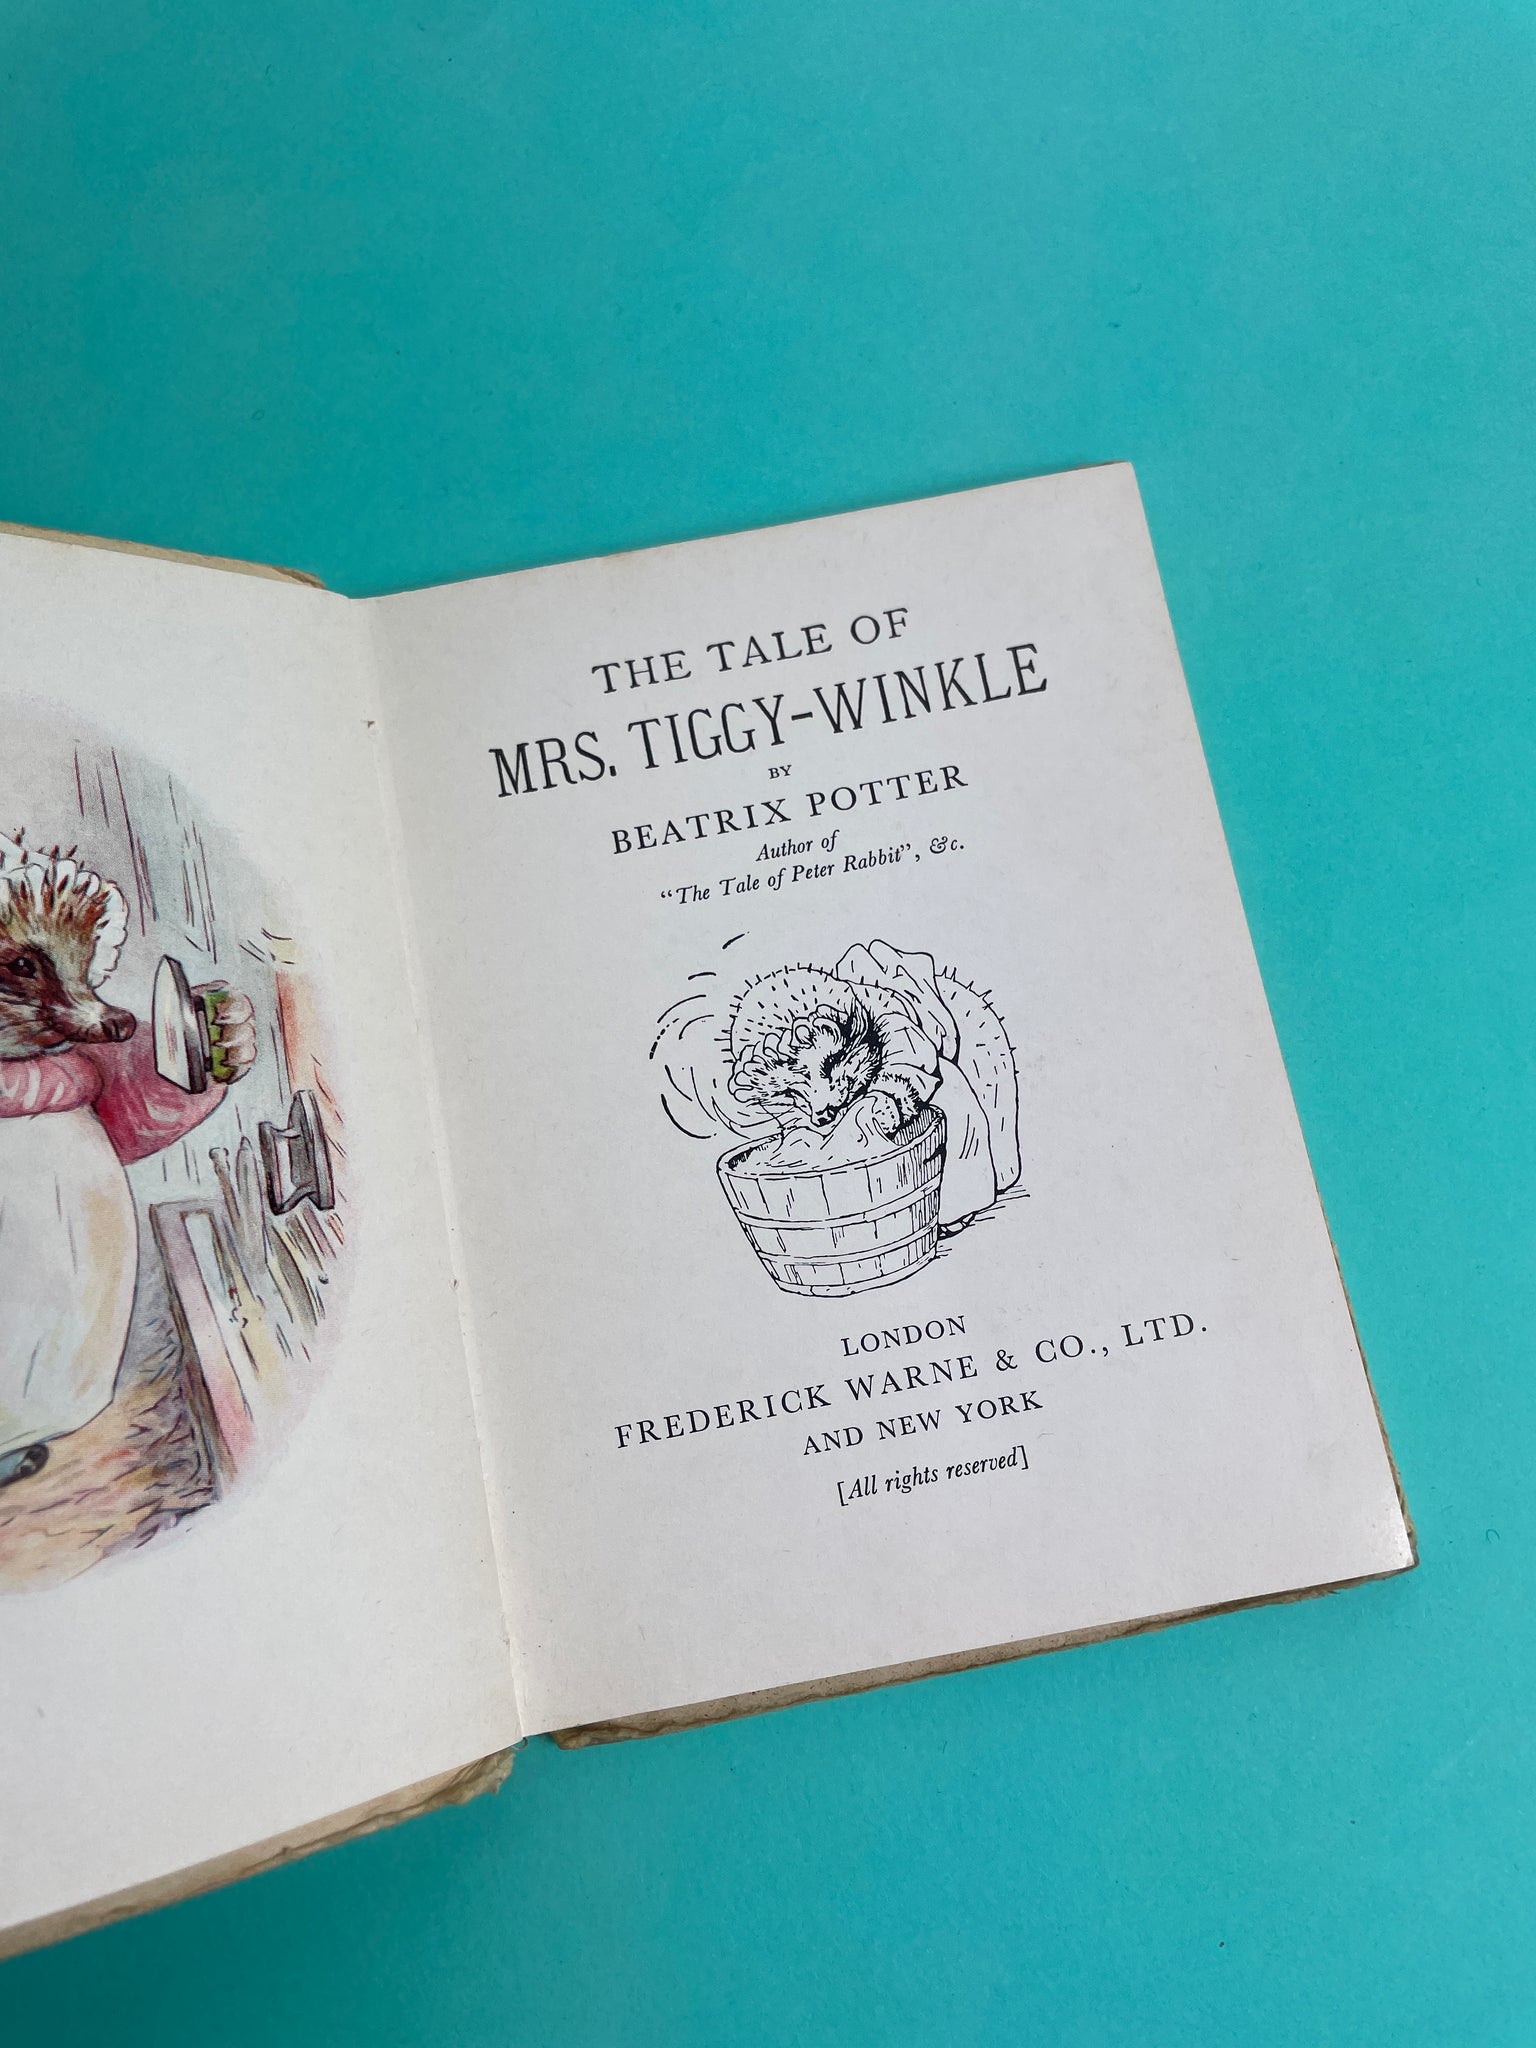 THE TALE OF
MRS. TIGGY-WINKLE
BY
BEATRIX POTTER
Author of
“The Tale of Peter Rabbit”, &c.
LONDON
FREDERICK WARNE & CO., LTD.
AND NEW YORK
[All rights reserved]